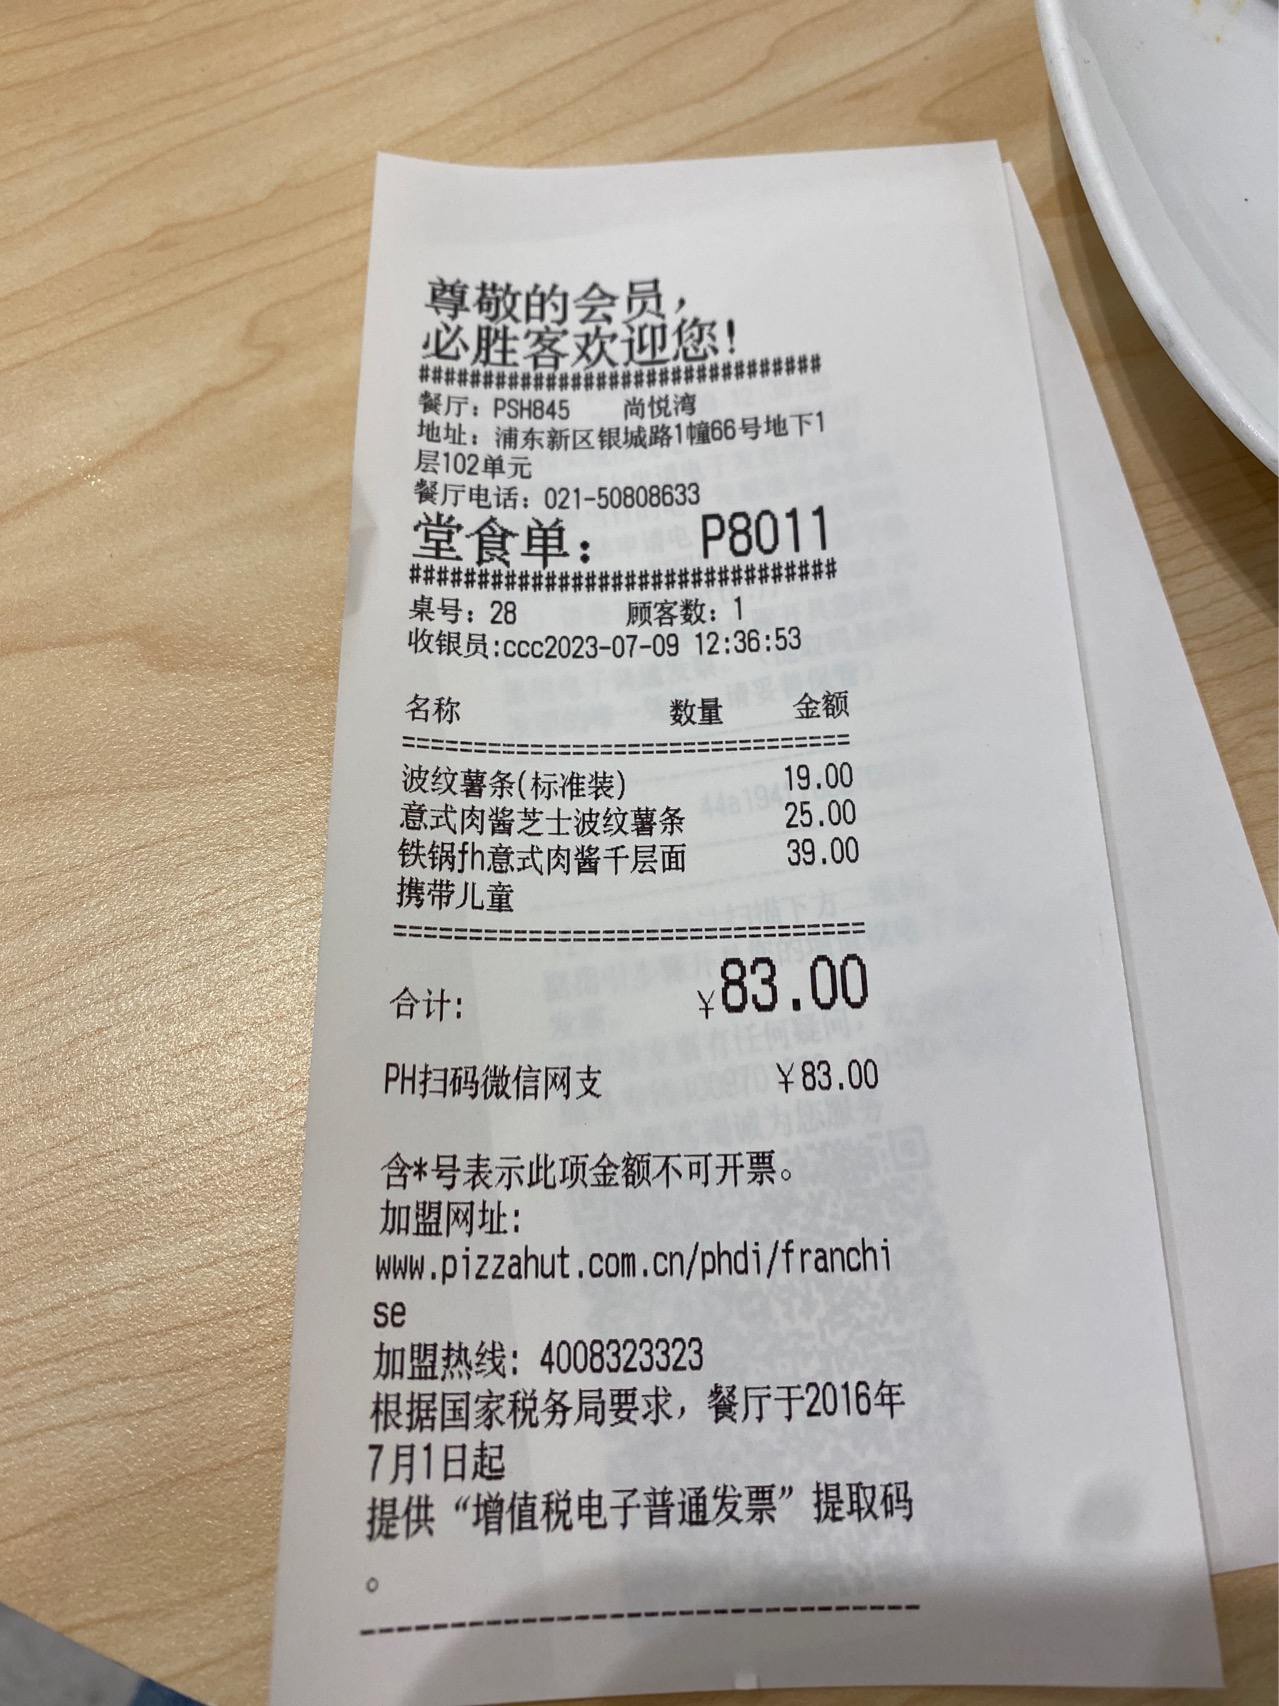 尊敬的会员，
必胜客欢迎您!
################################
餐厅：PSH845 尚悦湾
地址：浦东新区银城路1幢66号地下1
层102单元
餐厅电话：021-50808633
堂食单： P8011
################################
桌号：28 顾客数：1
收银员:ccc2023-07-09 12:36:53
名称 数量 金额
================================
波纹薯条(标准装) 19.00
意式肉酱芝士波纹薯条 25.00
铁锅fh意式肉酱千层面 39.00
携带儿童
================================
合计: ¥83.00
PH扫码微信网支 ¥83.00
含*号表示此项金额不可开票。
加盟网址:
www.pizzahut.com.cn/phdi/franchi
se
加盟热线: 4008323323
根据国家税务局要求，餐厅于2016年
7月1日起
提供“增值税电子普通发票”提取码
。
--------------------------------